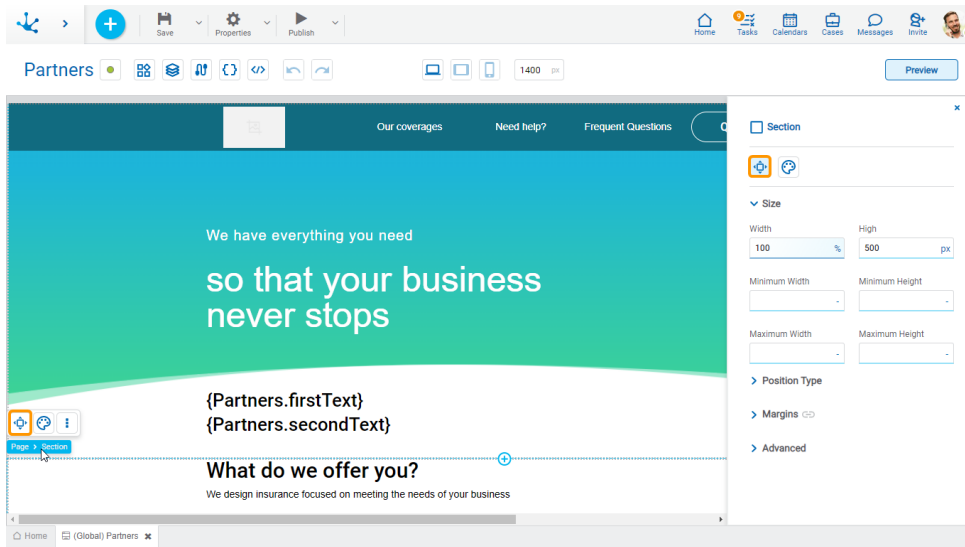 Save
Properties
Publish
Home
9
Tasks
Calendars
Cases
Messages
Invite
Partners
1400 px
Preview
Our coverages
Need help?
Frequent Questions
Section
Size
Width
High
100 %
500 px
Minimum Width
Minimum Height
-
-
Maximum Width
Maximum Height
-
-
Position Type
Margins
Advanced
We have everything you need
so that your business
never stops
{Partners.firstText}
{Partners.secondText}
Page > Section
What do we offer you?
We design insurance focused on meeting the needs of your business
Home
(Global) Partners